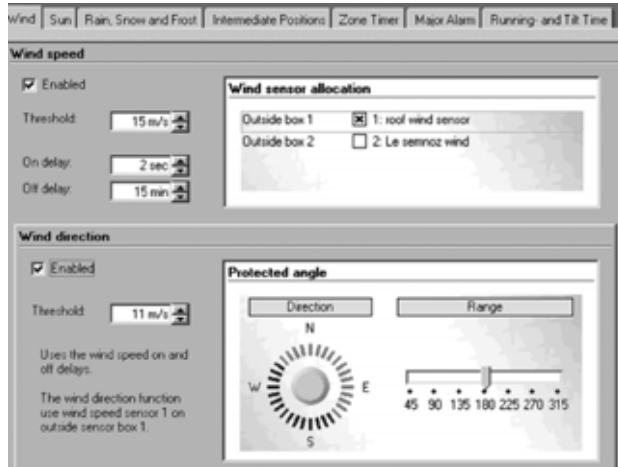 Wind Sun Rain, Snow and Frost Intermediate Positions Zone Timer Major Alarm Running- and Tilt Time
Wind speed
Enabled
Threshold: 15 m/s
On delay: 2 sec
Off delay: 15 min
Wind sensor allocation
Outside box 1 1: roof wind sensor
Outside box 2 2: Le semnoz wind
Wind direction
Enabled
Threshold: 11 m/s
Uses the wind speed on and
off delays.
The wind direction function
use wind speed sensor 1 on
outside sensor box 1.
Protected angle
Direction
N
W E
S
Range
45 90 135 180 225 270 315